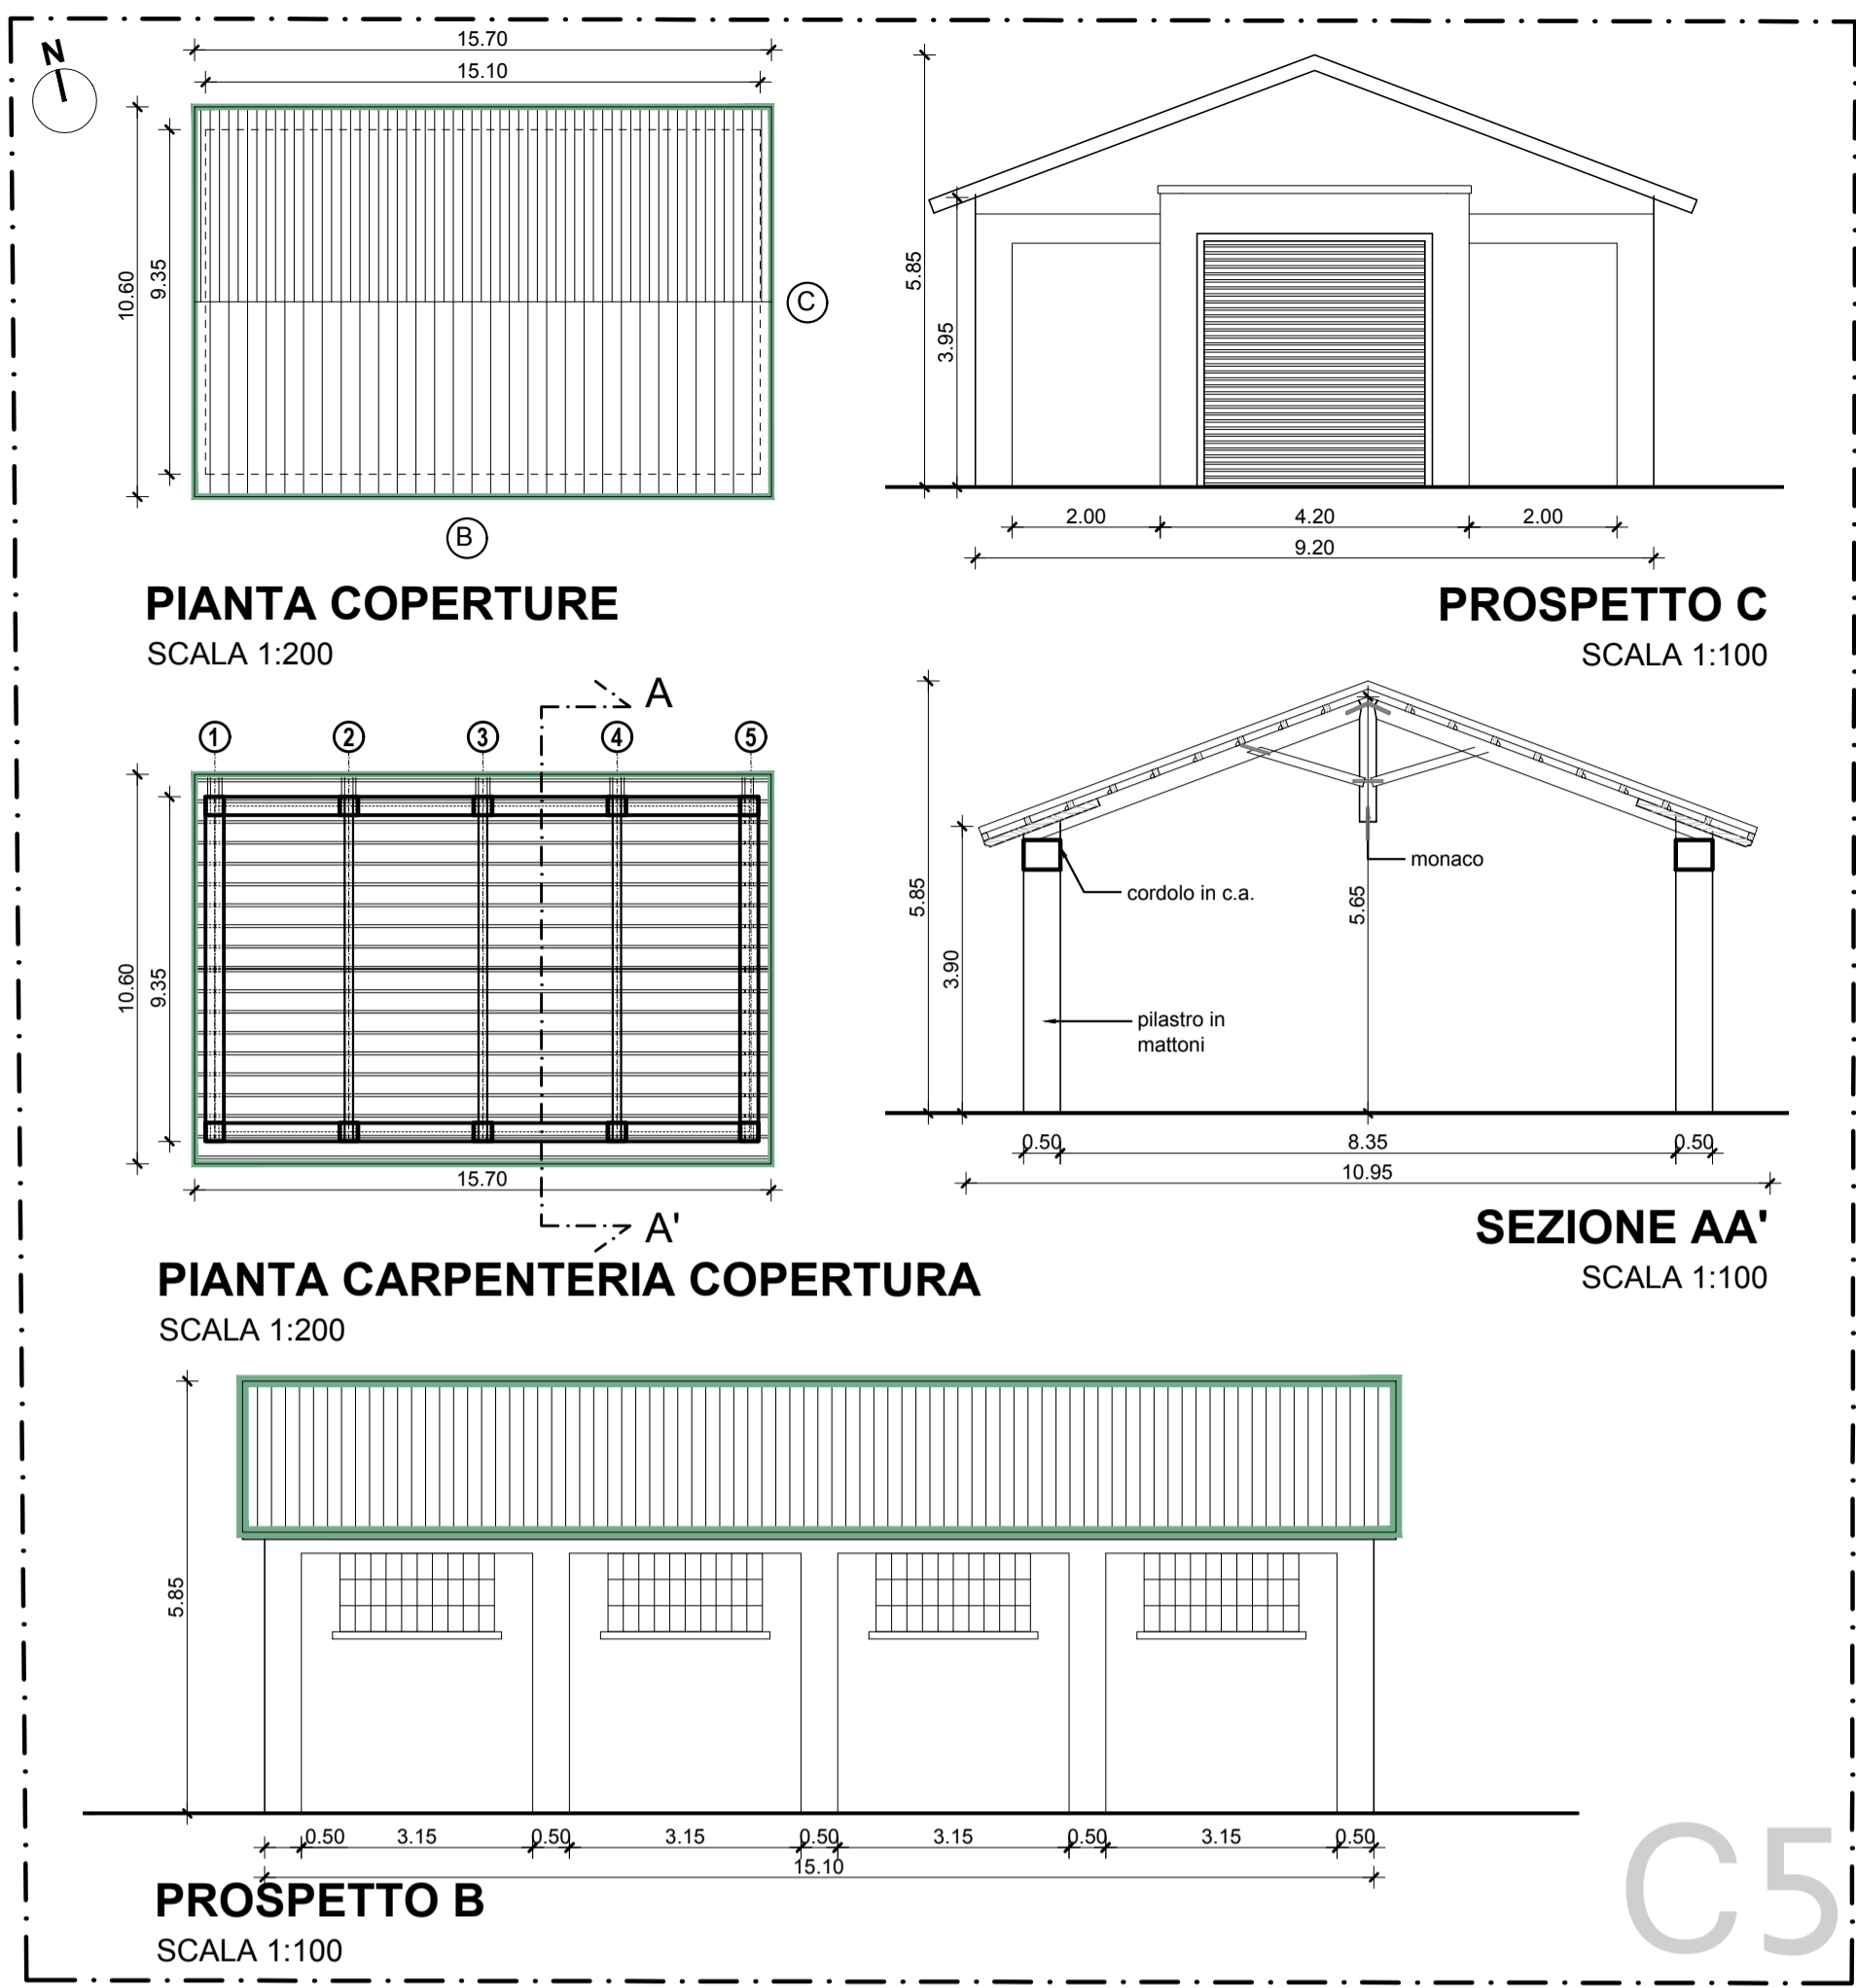 N
15.70
15.10
10.60
9.35
C
B
PIANTA COPERTURE
SCALA 1:200
5.85
3.95
2.00 4.20 2.00
9.20
PROSPETTO C
SCALA 1:100
A
1 2 3 4 5
10.60
9.35
15.70
A'
PIANTA CARPENTERIA COPERTURA
SCALA 1:200
5.85
3.90
5.65
monaco
cordolo in c.a.
pilastro in
mattoni
0.50 8.35 0.50
10.95
SEZIONE AA'
SCALA 1:100
5.85
0.50 3.15 0.50 3.15 0.50 3.15 0.50 3.15 0.50
15.10
PROSPETTO B
SCALA 1:100
C5